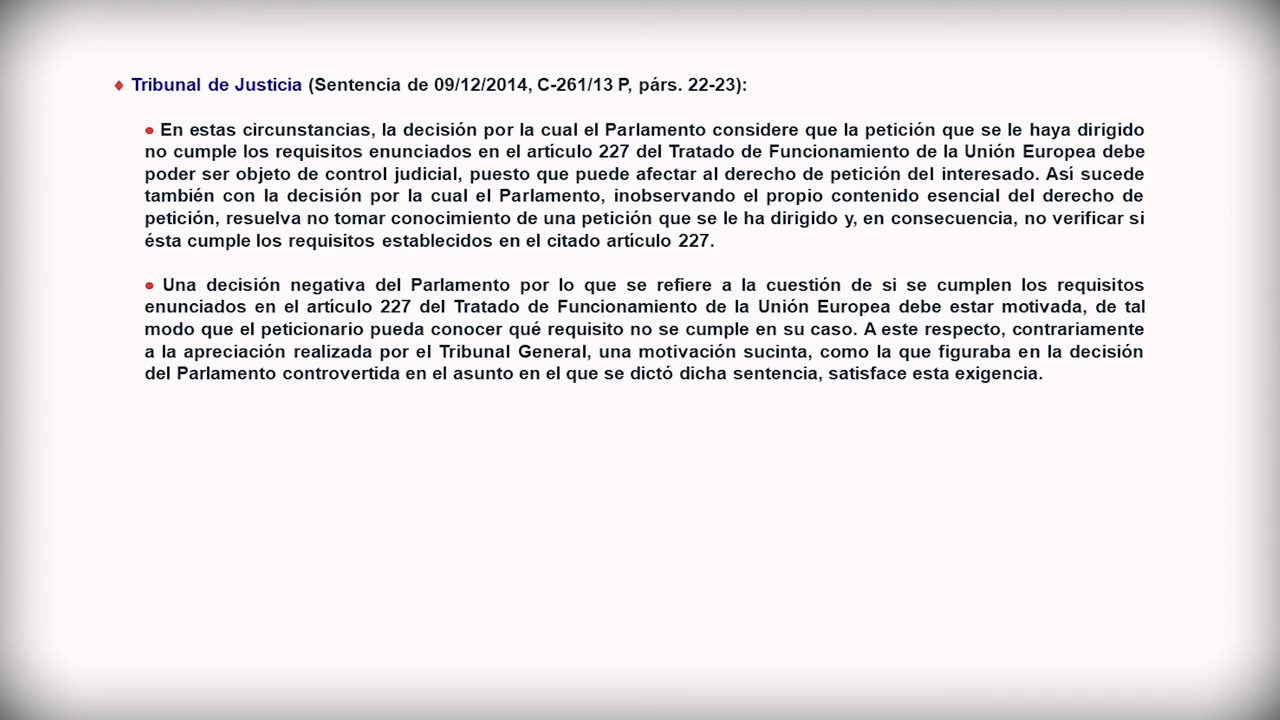 ♦ Tribunal de Justicia (Sentencia de 09/12/2014, C-261/13 P, párs. 22-23):
● En estas circunstancias, la decisión por la cual el Parlamento considere que la petición que se le haya dirigido
no cumple los requisitos enunciados en el artículo 227 del Tratado de Funcionamiento de la Unión Europea debe
poder ser objeto de control judicial, puesto que puede afectar al derecho de petición del interesado. Así sucede
también con la decisión por la cual el Parlamento, inobservando el propio contenido esencial del derecho de
petición, resuelva no tomar conocimiento de una petición que se le ha dirigido y, en consecuencia, no verificar si
ésta cumple los requisitos establecidos en el citado artículo 227.
● Una decisión negativa del Parlamento por lo que se refiere a la cuestión de si se cumplen los requisitos
enunciados en el artículo 227 del Tratado de Funcionamiento de la Unión Europea debe estar motivada, de tal
modo que el peticionario pueda conocer qué requisito no se cumple en su caso. A este respecto, contrariamente
a la apreciación realizada por el Tribunal General, una motivación sucinta, como la que figuraba en la decisión
del Parlamento controvertida en el asunto en el que se dictó dicha sentencia, satisface esta exigencia.